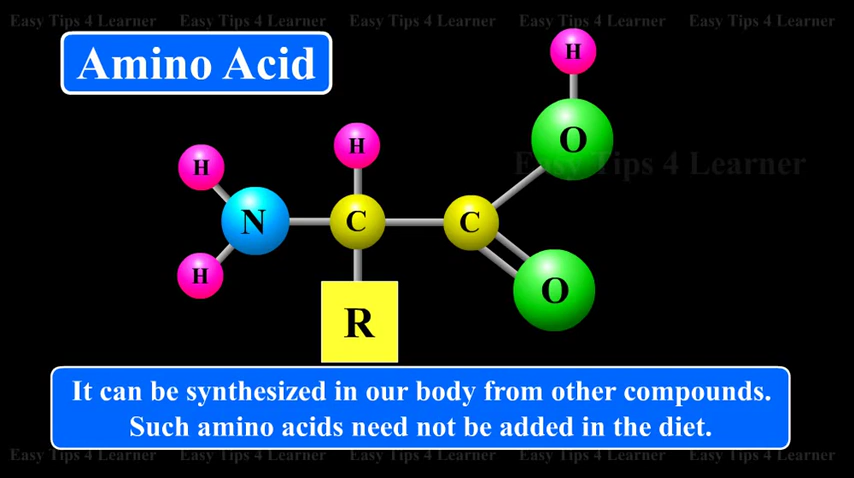 Easy Tips 4 Learner Easy Tips 4 Learner Easy Tips 4 Learner Easy Tips 4 Learner Easy Tips 4 Learner
Amino Acid
H
O
H
H
Easy Tips 4 Learner
N
C
C
H
O
R
It can be synthesized in our body from other compounds.
Such amino acids need not be added in the diet.
Easy Tips 4 Learner Easy Tips 4 Learner Easy Tips 4 Learner Easy Tips 4 Learner Easy Tips 4 Learner